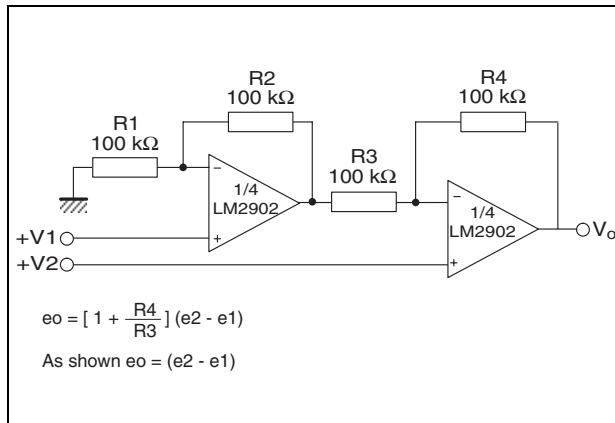 R1
100 kΩ
R2
100 kΩ
R3
100 kΩ
R4
100 kΩ
−
1/4
LM2902
+
−
1/4
LM2902
+
+V1
+V2
Vo
eo = [ 1 + R4/R3 ] (e2 - e1)
As shown eo = (e2 - e1)